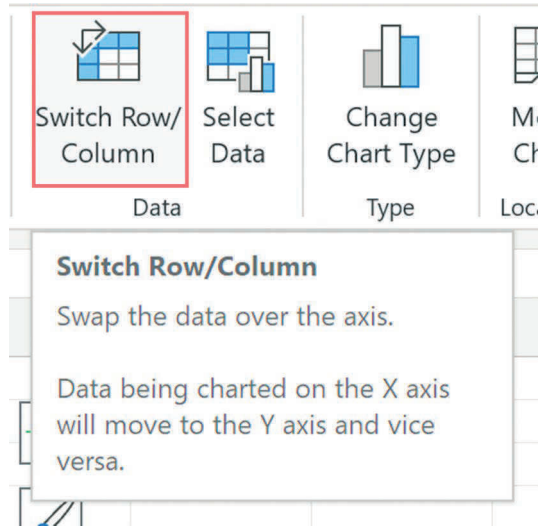 Switch Row/ Select Change
Column Data Chart Type
Data Type
Switch Row/Column
Swap the data over the axis.
Data being charted on the X axis
will move to the Y axis and vice
versa.